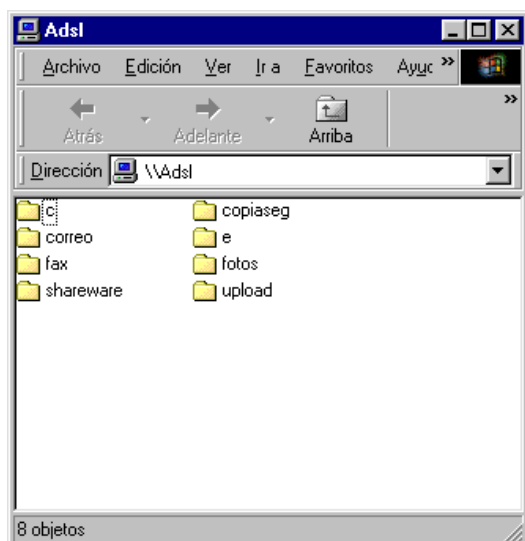 Adsl
Archivo Edición Ver Ir a Favoritos Ayuc »
Atrás Adelante Arriba »
Dirección \\Adsl
c copiaseg
correo e
fax fotos
shareware upload
8 objetos